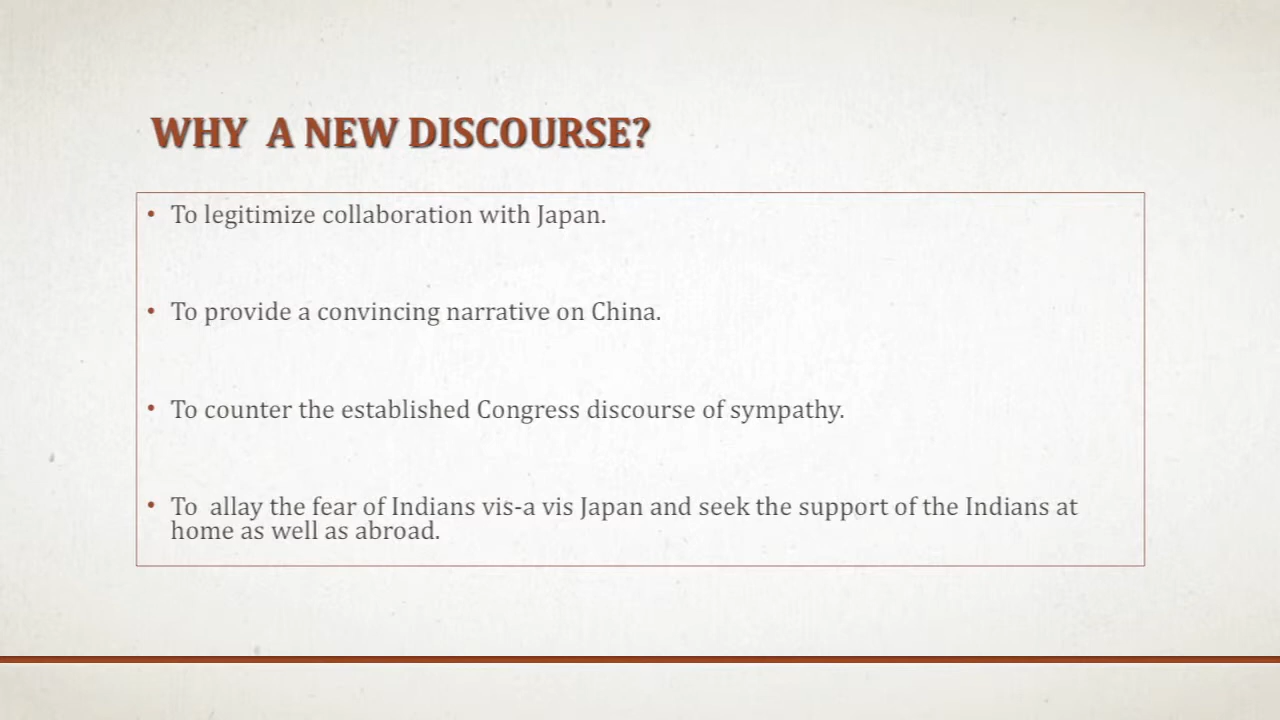 WHY  A NEW DISCOURSE?
• To legitimize collaboration with Japan.
• To provide a convincing narrative on China.
• To counter the established Congress discourse of sympathy.
• To  allay the fear of Indians vis-a vis Japan and seek the support of the Indians at
home as well as abroad.